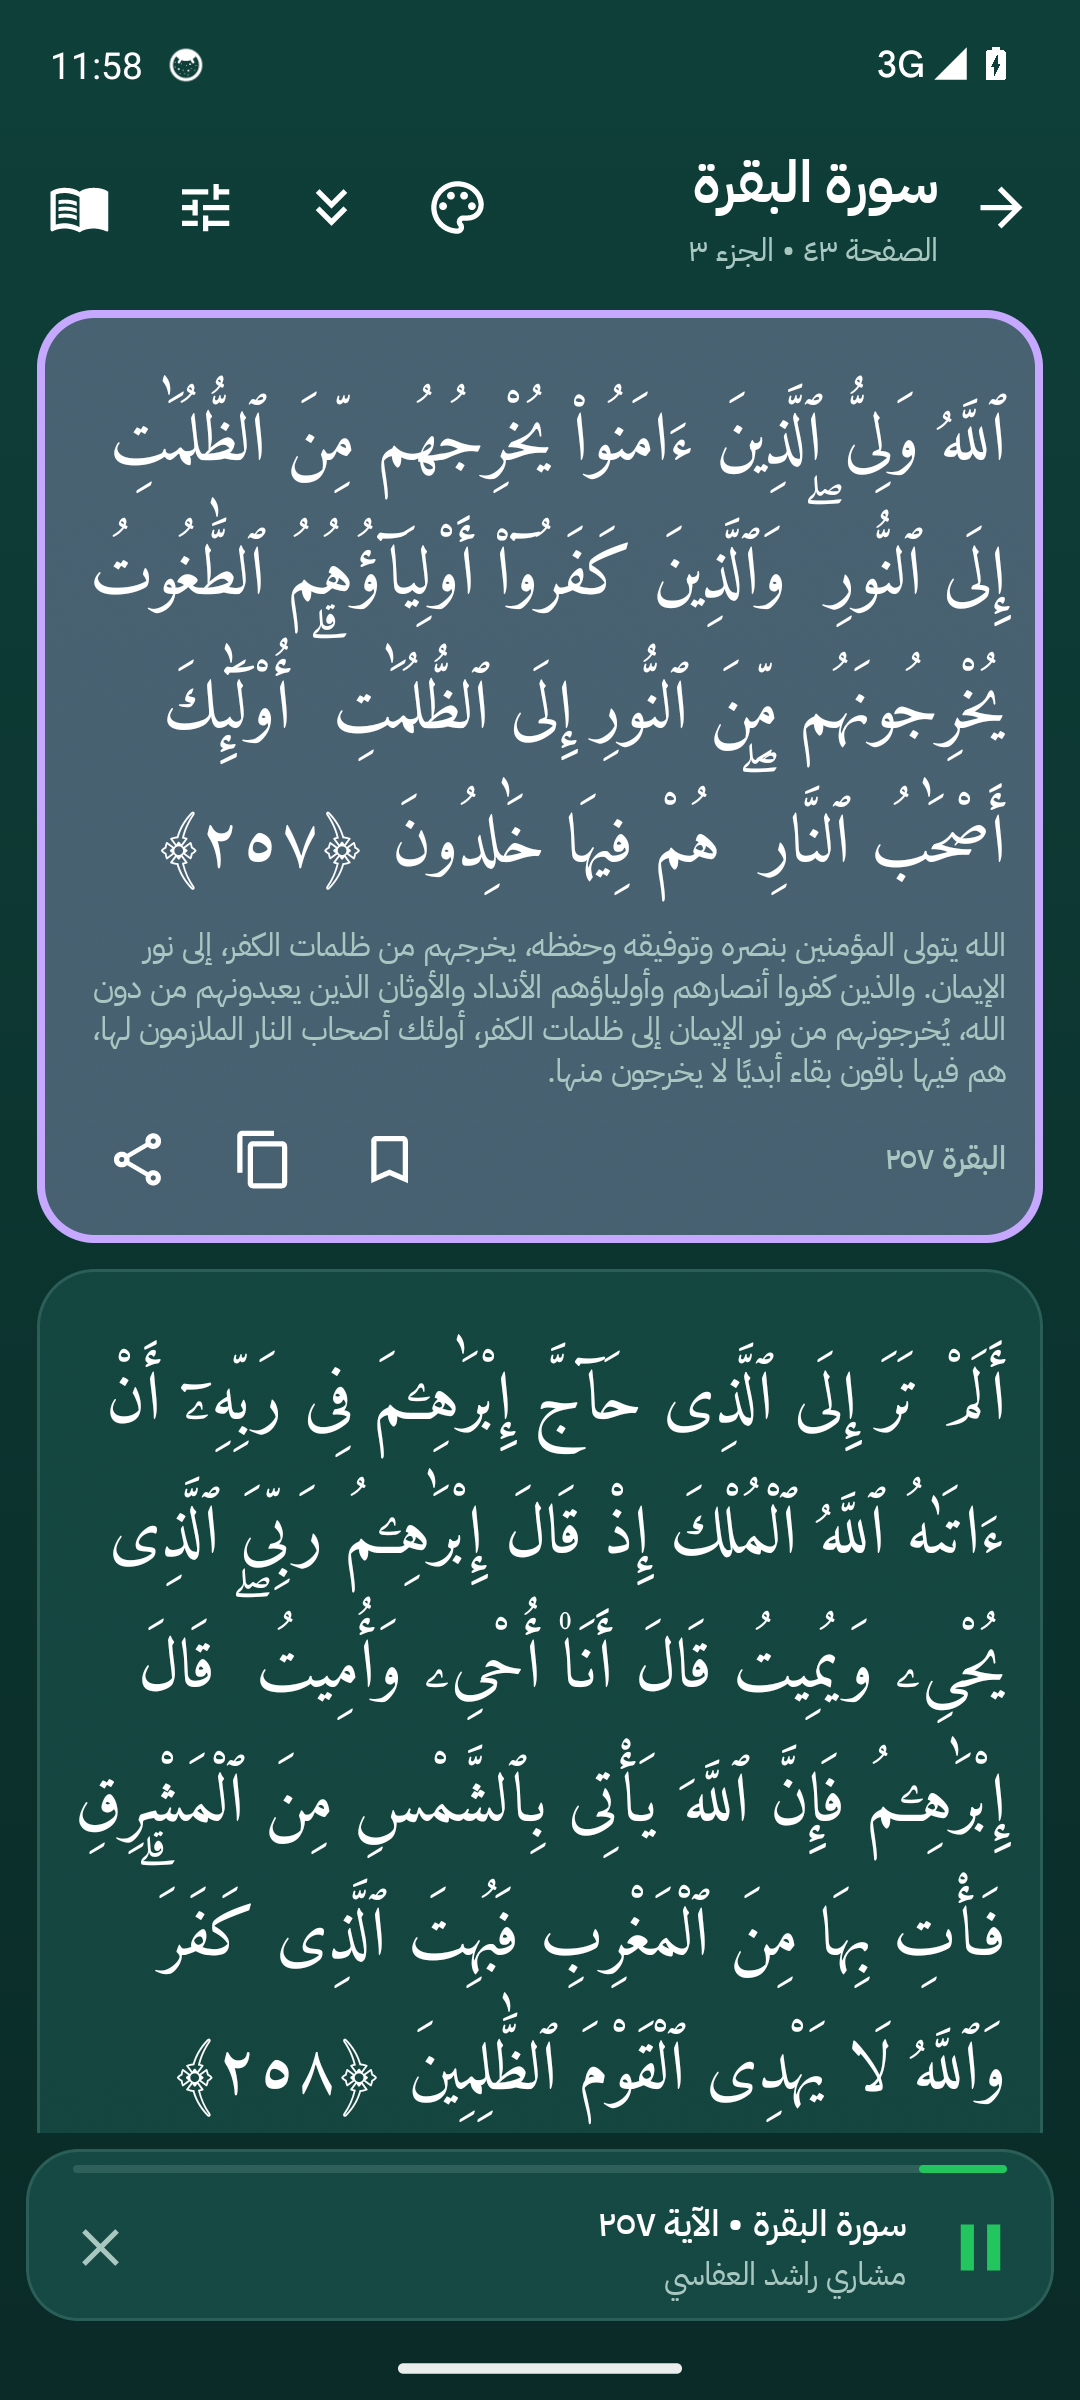 11:58
3G
سورة البقرة
الصفحة ٤٣ • الجزء ٣
ٱللَّهُ وَلِىُّ ٱلَّذِينَ ءَامَنُوا۟ يُخْرِجُهُم مِّنَ ٱلظُّلُمَٰتِ
إِلَى ٱلنُّورِ ۖ وَٱلَّذِينَ كَفَرُوٓا۟ أَوْلِيَآؤُهُمُ ٱلطَّٰغُوتُ
يُخْرِجُونَهُم مِّنَ ٱلنُّورِ إِلَى ٱلظُّلُمَٰتِ ۗ أُو۟لَٰٓئِكَ
أَصْحَٰبُ ٱلنَّارِ ۖ هُمْ فِيهَا خَٰلِدُونَ ﴿٢٥٧﴾
الله يتولى المؤمنين بنصره وتوفيقه وحفظه، يخرجهم من ظلمات الكفر، إلى نور
الإيمان. والذين كفروا أنصارهم وأولياؤهم الأنداد والأوثان الذين يعبدونهم من دون
الله، يُخرجونهم من نور الإيمان إلى ظلمات الكفر، أولئك أصحاب النار الملازمون لها،
هم فيها باقون بقاء أبديًا لا يخرجون منها.
البقرة ٢٥٧
أَلَمْ تَرَ إِلَى ٱلَّذِى حَآجَّ إِبْرَٰهِـۧمَ فِى رَبِّهِۦٓ أَنْ
ءَاتَىٰهُ ٱللَّهُ ٱلْمُلْكَ إِذْ قَالَ إِبْرَٰهِـۧمُ رَبِّىَ ٱلَّذِى
يُحْىِۦ وَيُمِيتُ قَالَ أَنَا۠ أُحْىِۦ وَأُمِيتُ ۖ قَالَ
إِبْرَٰهِـۧمُ فَإِنَّ ٱللَّهَ يَأْتِى بِٱلشَّمْسِ مِنَ ٱلْمَشْرِقِ
فَأْتِ بِهَا مِنَ ٱلْمَغْرِبِ فَبُهِتَ ٱلَّذِى كَفَرَ ۗ
وَٱللَّهُ لَا يَهْدِى ٱلْقَوْمَ ٱلظَّٰلِمِينَ ﴿٢٥٨﴾
سورة البقرة • الآية ٢٥٧
مشاري راشد العفاسي